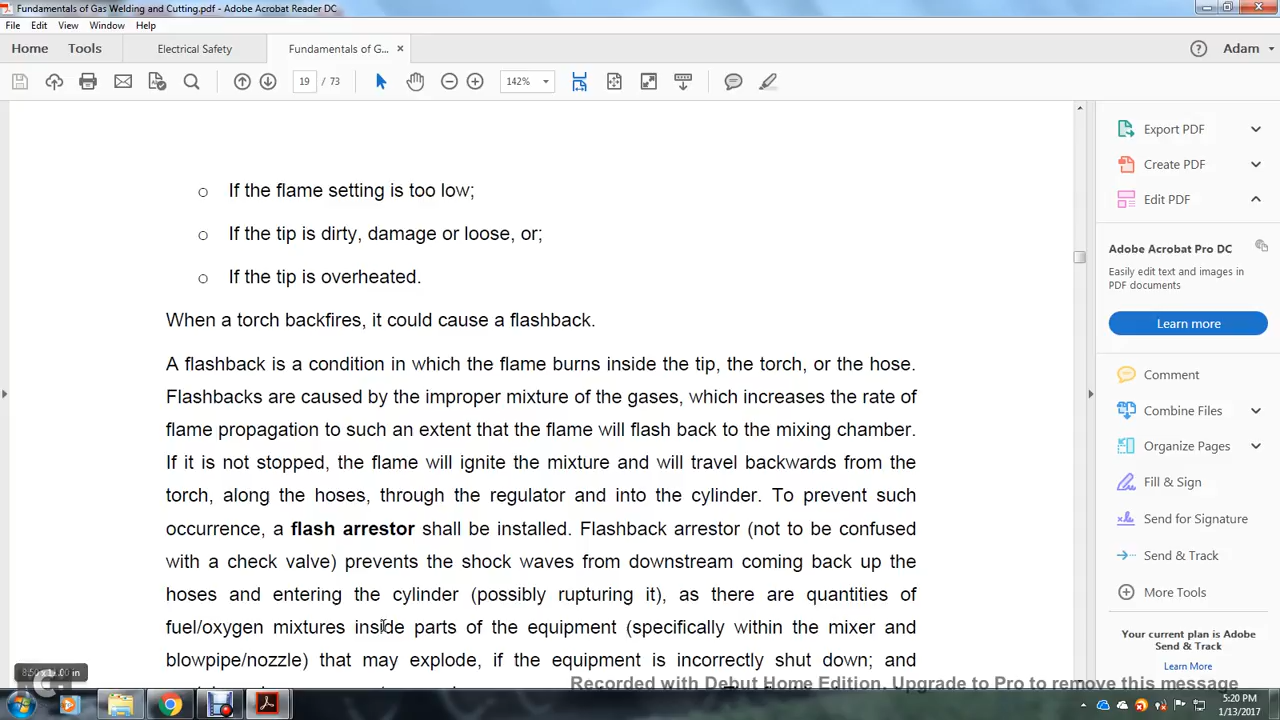 Fundamentals of Gas Welding and Cutting.pdf - Adobe Acrobat Reader DC
File Edit View Window Help
Home Tools Electrical Safety Fundamentals of G... × Adam
19 / 73 142%
If the flame setting is too low;
If the tip is dirty, damage or loose, or;
If the tip is overheated.
When a torch backfires, it could cause a flashback.
A flashback is a condition in which the flame burns inside the tip, the torch, or the hose.
Flashbacks are caused by the improper mixture of the gases, which increases the rate of
flame propagation to such an extent that the flame will flash back to the mixing chamber.
If it is not stopped, the flame will ignite the mixture and will travel backwards from the
torch, along the hoses, through the regulator and into the cylinder. To prevent such
occurrence, a flash arrestor shall be installed. Flashback arrestor (not to be confused
with a check valve) prevents the shock waves from downstream coming back up the
hoses and entering the cylinder (possibly rupturing it), as there are quantities of
fuel/oxygen mixtures inside parts of the equipment (specifically within the mixer and
blowpipe/nozzle) that may explode, if the equipment is incorrectly shut down; and
8.50 x 11.00 in
Export PDF
Create PDF
Edit PDF
Adobe Acrobat Pro DC
Easily edit text and images in
PDF documents
Learn more
Comment
Combine Files
Organize Pages
Fill & Sign
Send for Signature
Send & Track
More Tools
Your current plan is Adobe
Send & Track
Learn More
Recorded with Debut Home Edition. Upgrade to Pro to remove this message
5:20 PM
1/13/2017